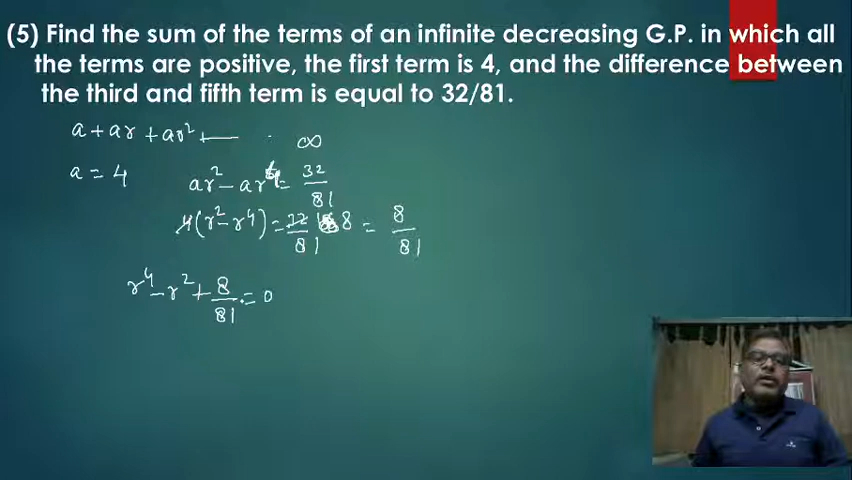 (5) Find the sum of the terms of an infinite decreasing G.P. in which all
the terms are positive, the first term is 4, and the difference between
the third and fifth term is equal to 32/81.
a + ar + ar² + — ∞
a = 4
ar² - ar⁴ = 32/81
4(r² - r⁴) = 32/81 8 = 8/81
r⁴ - r² + 8/81 = 0